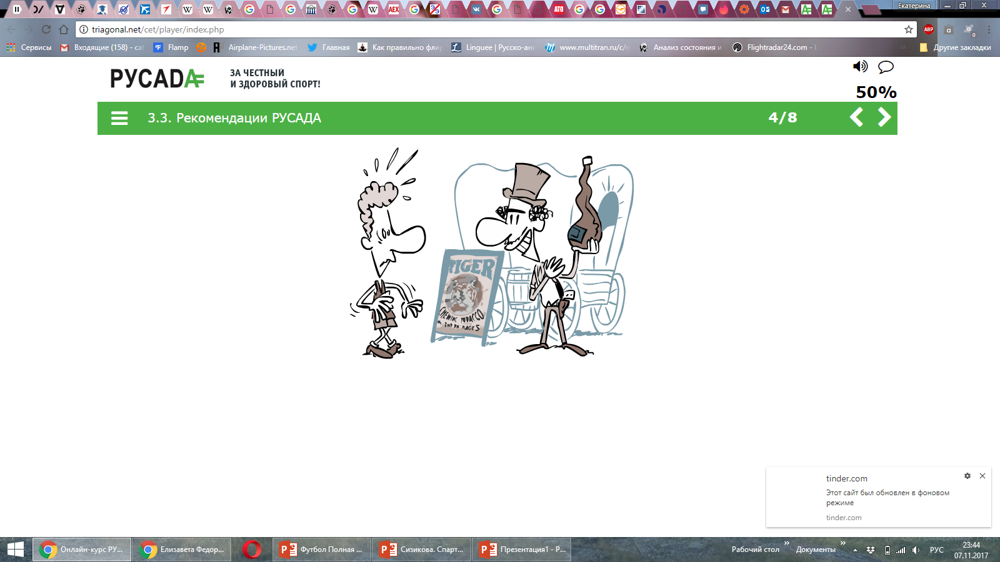 Екатерина
triagonal.net/cet/player/index.php
Сервисы
Входящие (158) - cat
Flamp
Airplane-Pictures.net
Главная
Как правильно флир
Linguee | Русско-анг
www.multitran.ru/c/m
Анализ состояния и
Flightradar24.com - L
Другие закладки
РУСАДА
ЗА ЧЕСТНЫЙ
И ЗДОРОВЫЙ СПОРТ!
50%
3.3. Рекомендации РУСАДА
4/8
TIGER
CHEWING TOBACCO
tinder.com
Этот сайт был обновлен в фоновом
режиме
tinder.com
Онлайн-курс РУ...
Елизавета Федор...
Футбол Полная ...
Сизикова. Спарт...
Презентация1 - P...
Рабочий стол
Документы
РУС
23:44
07.11.2017